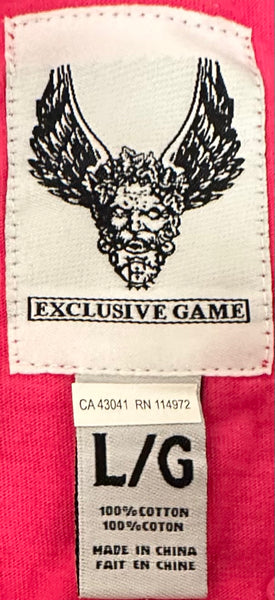 EXCLUSIVE GAME
CA 43041 RN 114972
L/G
100% COTTON
100% COTON
MADE IN CHINA
FAIT EN CHINE